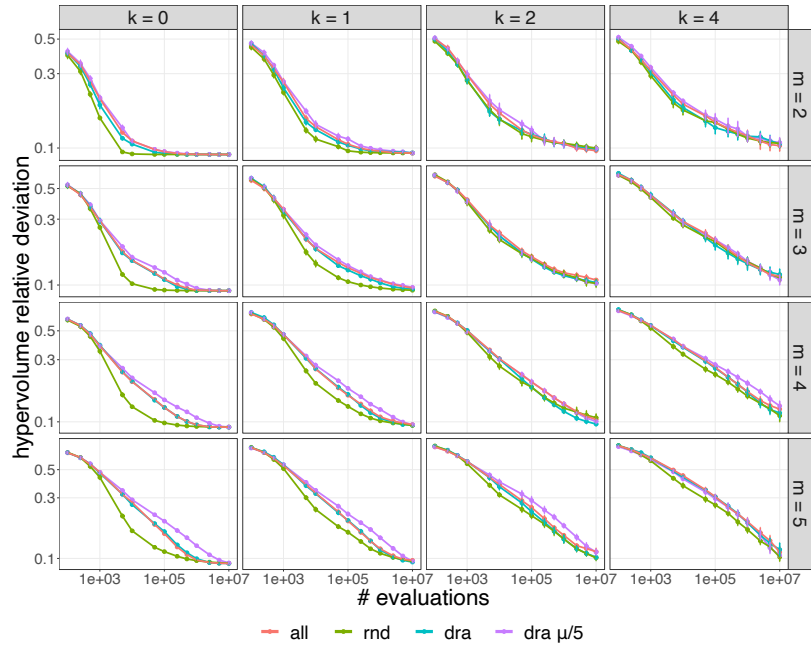 k = 0
k = 1
k = 2
k = 4
hypervolume relative deviation
0.5
0.3
0.1
m = 2
0.5
0.3
0.1
m = 3
0.5
0.3
0.1
m = 4
0.5
0.3
0.1
m = 5
1e+03 1e+05 1e+07
1e+03 1e+05 1e+07
1e+03 1e+05 1e+07
1e+03 1e+05 1e+07
# evaluations
all rnd dra dra μ/5